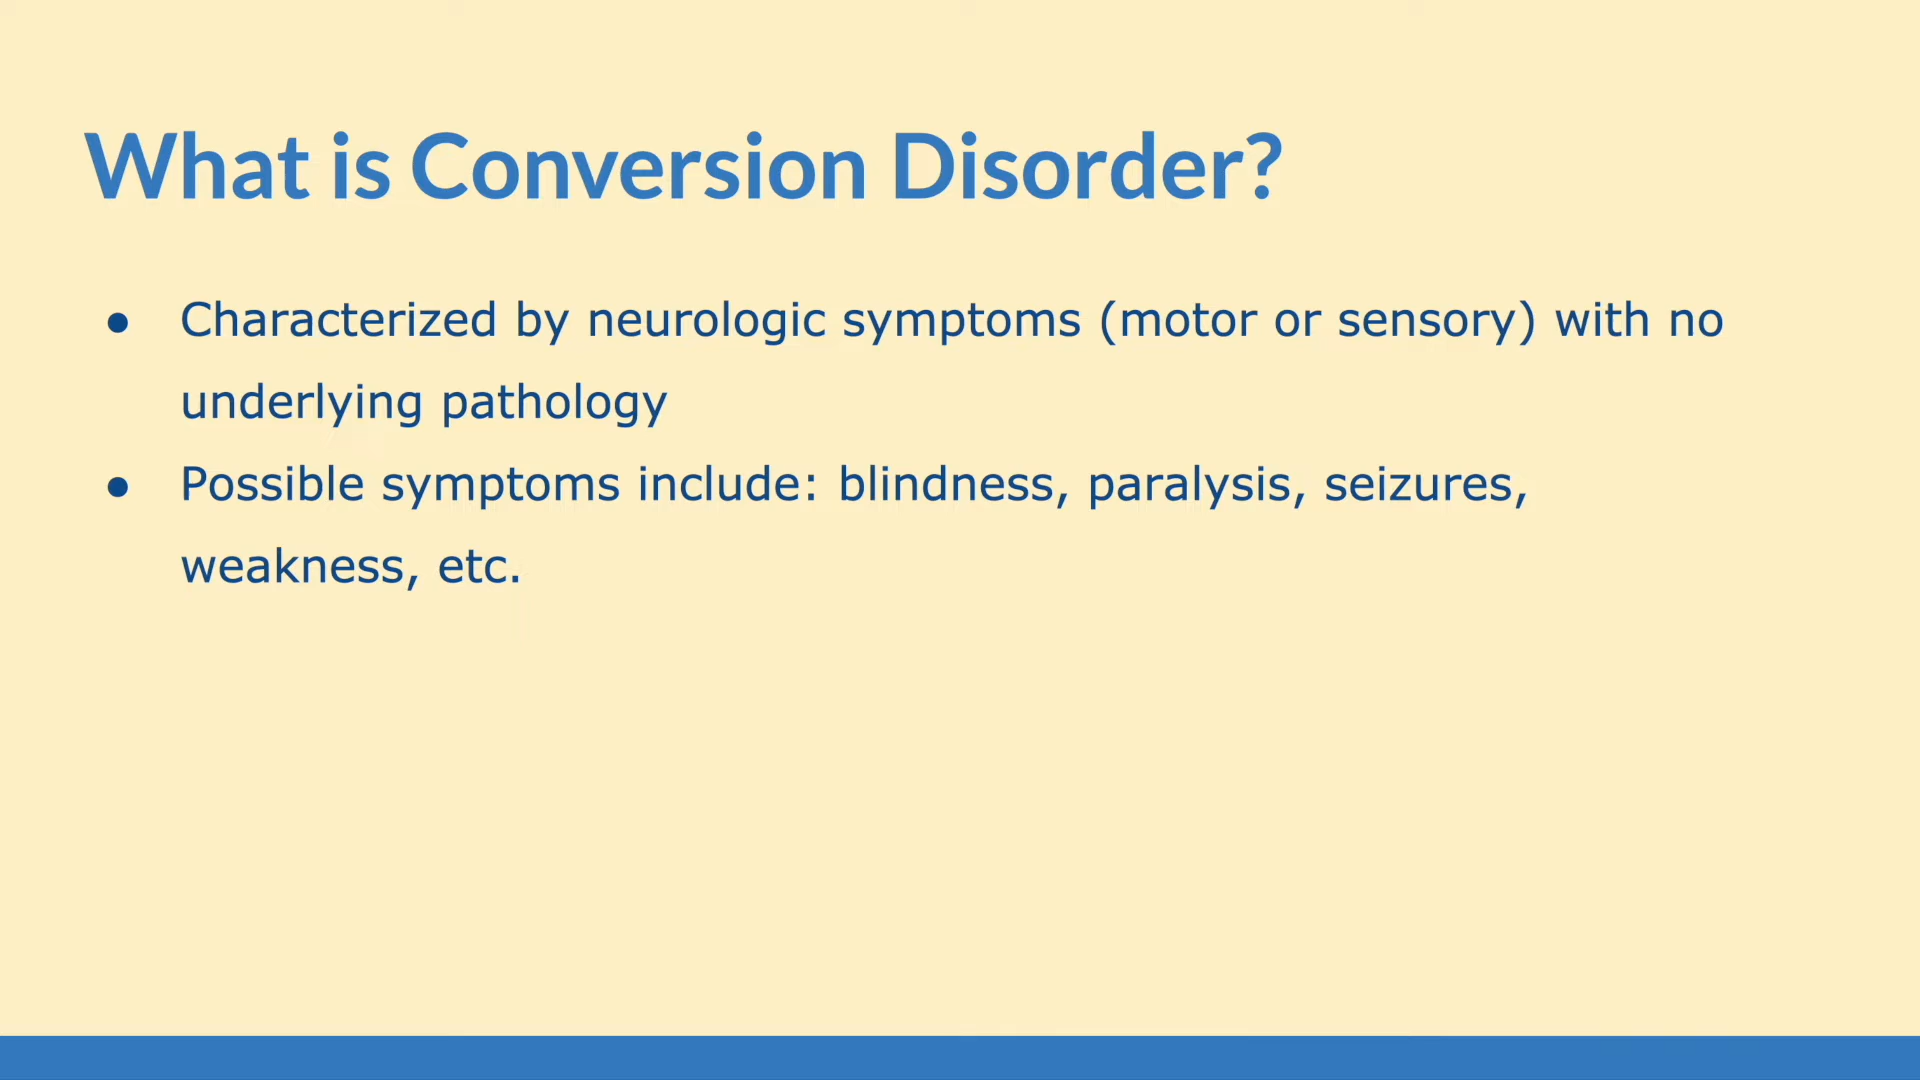 What is Conversion Disorder?
● Characterized by neurologic symptoms (motor or sensory) with no
underlying pathology
● Possible symptoms include: blindness, paralysis, seizures,
weakness, etc.